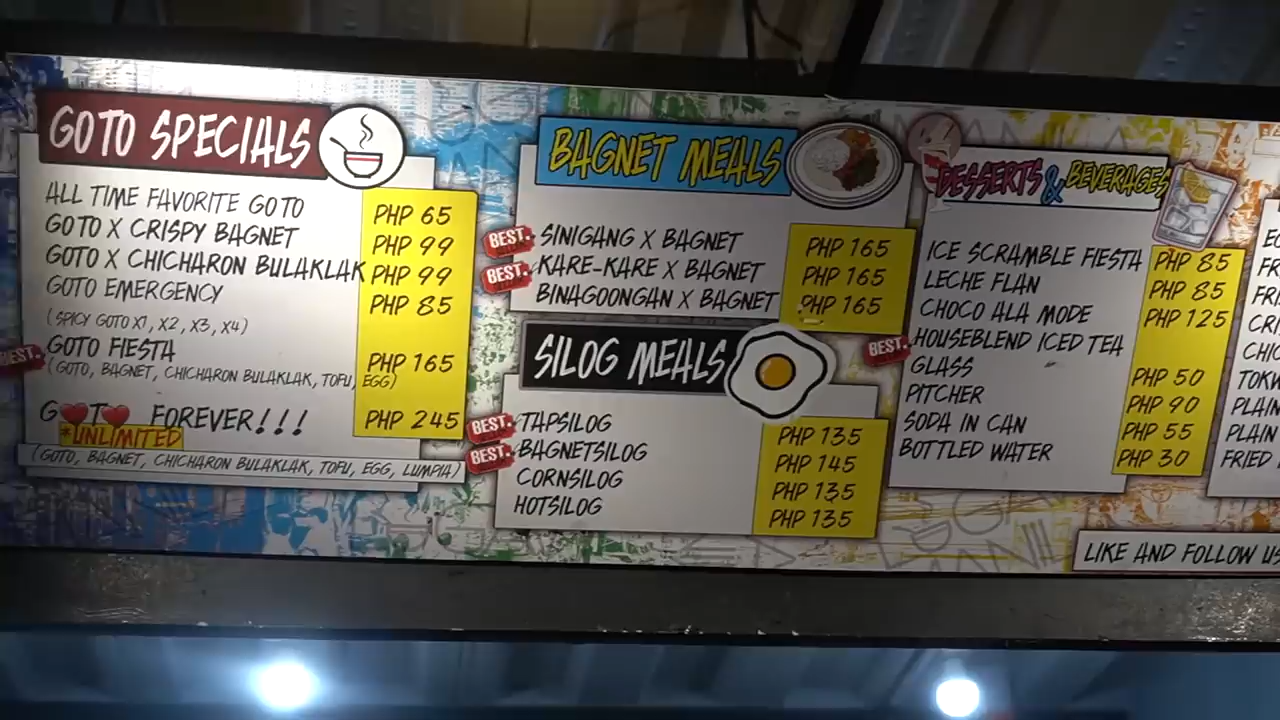 GOTO SPECIALS
ALL TIME FAVORITE GOTO PHP 65
GOTO X CRISPY BAGNET PHP 99
GOTO X CHICHARON BULAKLAK PHP 99
GOTO EMERGENCY PHP 85
(SPICY GOTO X1, X2, X3, X4)
BEST. GOTO FIESTA PHP 165
(GOTO, BAGNET, CHICHARON BULAKLAK, TOFU, EGG)
GOTO FOREVER!!! PHP 245
*UNLIMITED
(GOTO, BAGNET, CHICHARON BULAKLAK, TOFU, EGG, LUMPIA)
BAGNET MEALS
BEST. SINIGANG X BAGNET PHP 165
BEST. KARE-KARE X BAGNET PHP 165
BINAGOONGAN X BAGNET PHP 165
SILOG MEALS
BEST. TAPSILOG PHP 135
BEST. BAGNETSILOG PHP 145
CORNSILOG PHP 135
HOTSILOG PHP 135
DESSERTS & BEVERAGES
ICE SCRAMBLE FIESTA PHP 85
LECHE FLAN PHP 85
CHOCO ALA MODE PHP 125
BEST. HOUSEBLEND ICED TEA
GLASS PHP 50
PITCHER PHP 90
SODA IN CAN PHP 55
BOTTLED WATER PHP 30
PLAIN
FRIED
LIKE AND FOLLOW US